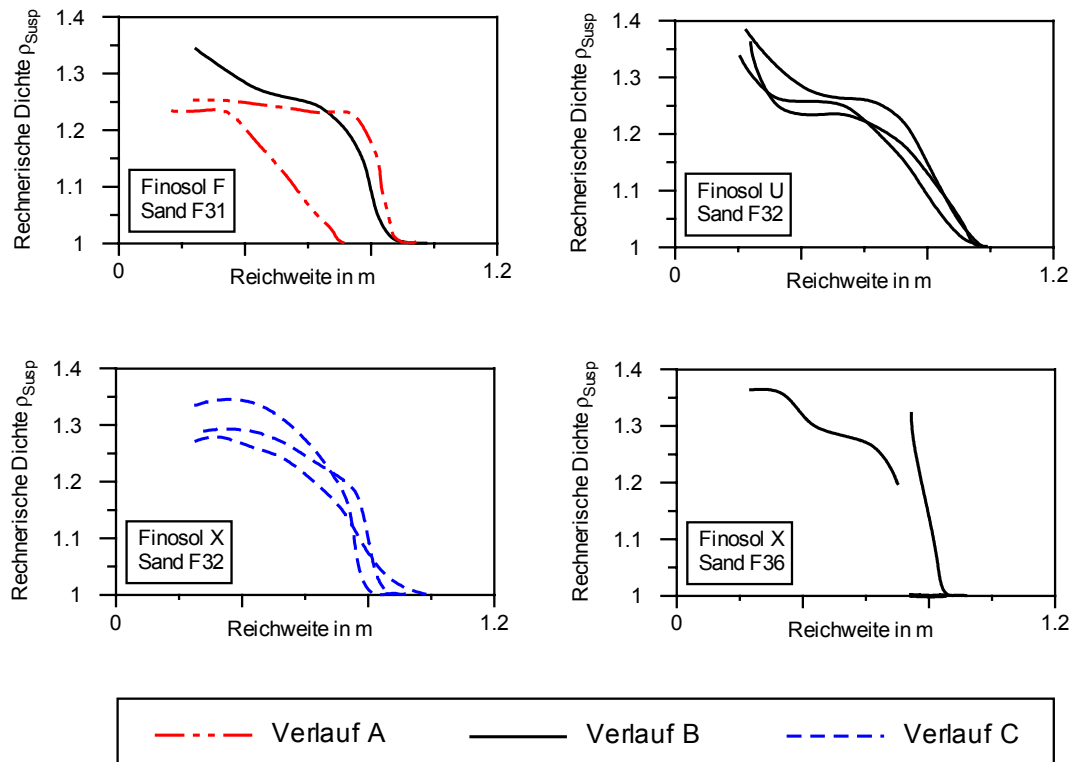 Rechnerische Dichte ρSusp
1.4
1.3
1.2
1.1
1
Finosol F
Sand F31
0
Reichweite in m
1.2
Rechnerische Dichte ρSusp
1.4
1.3
1.2
1.1
1
Finosol U
Sand F32
0
Reichweite in m
1.2
Rechnerische Dichte ρSusp
1.4
1.3
1.2
1.1
1
Finosol X
Sand F32
0
Reichweite in m
1.2
Rechnerische Dichte ρSusp
1.4
1.3
1.2
1.1
1
Finosol X
Sand F36
0
Reichweite in m
1.2
Verlauf A
Verlauf B
Verlauf C